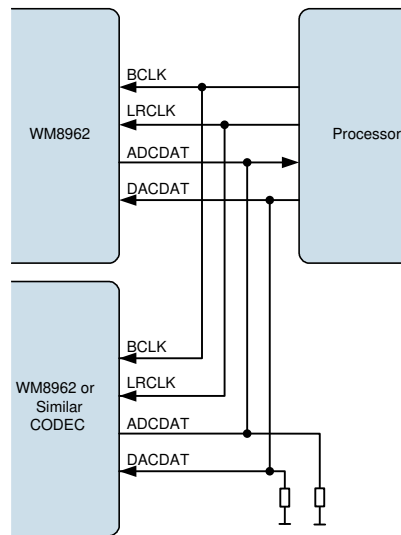 BCLK
LRCLK
WM8962
Processor
ADCDAT
DACDAT
BCLK
LRCLK
WM8962 or
Similar
CODEC
ADCDAT
DACDAT